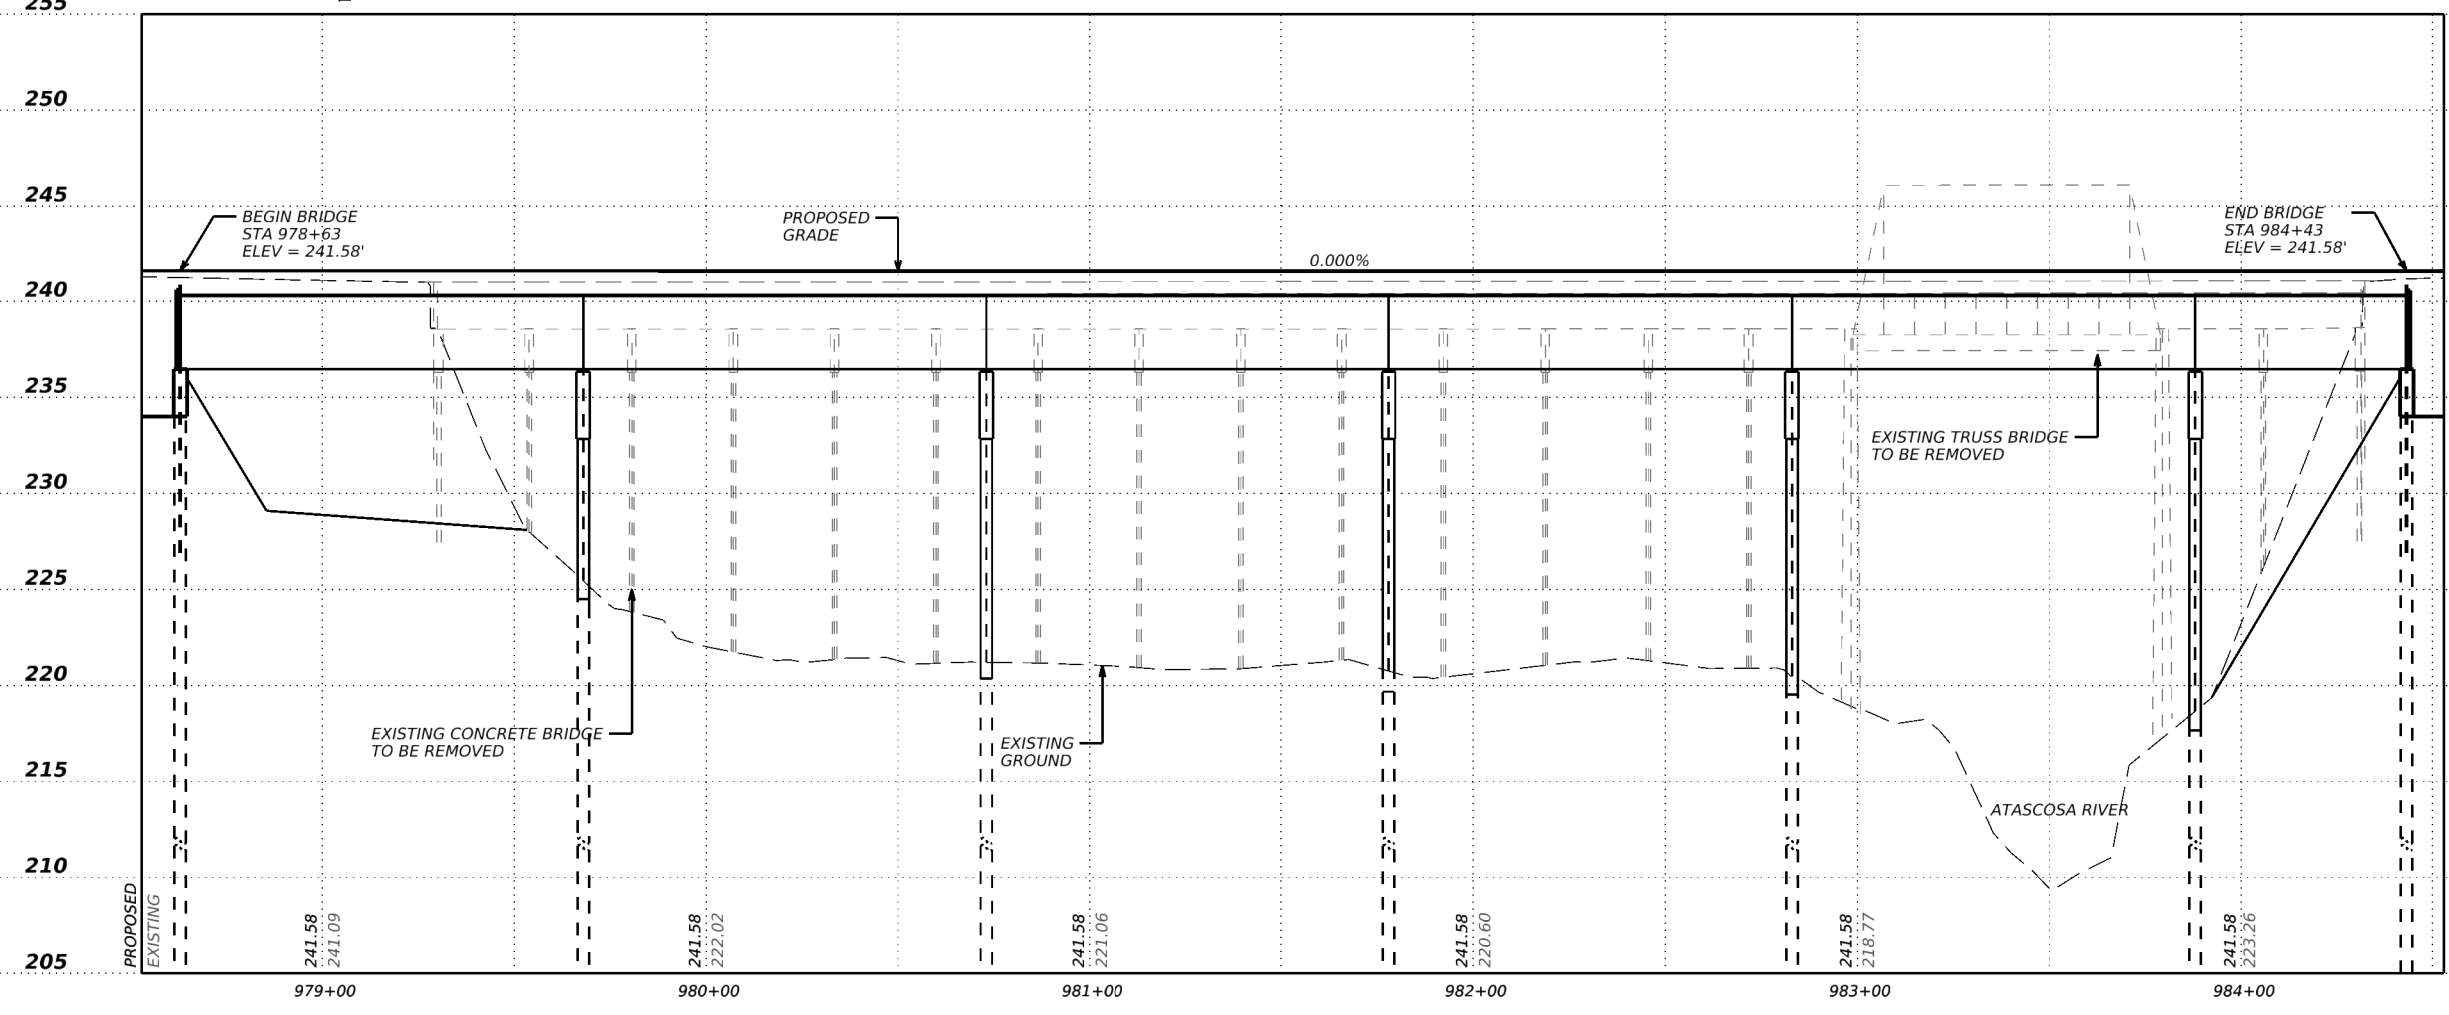 255
250
245
BEGIN BRIDGE
STA 978+63
ELEV = 241.58'
PROPOSED
GRADE
0.000%
END BRIDGE
STA 984+43
ELEV = 241.58'
240
235
EXISTING TRUSS BRIDGE
TO BE REMOVED
230
225
220
EXISTING CONCRETE BRIDGE
TO BE REMOVED
EXISTING
GROUND
215
ATASCOSA RIVER
210
PROPOSED
EXISTING
241.58
241.09
241.58
222.02
241.58
221.06
241.58
220.60
241.58
218.77
241.58
223.26
205
979+00
980+00
981+00
982+00
983+00
984+00